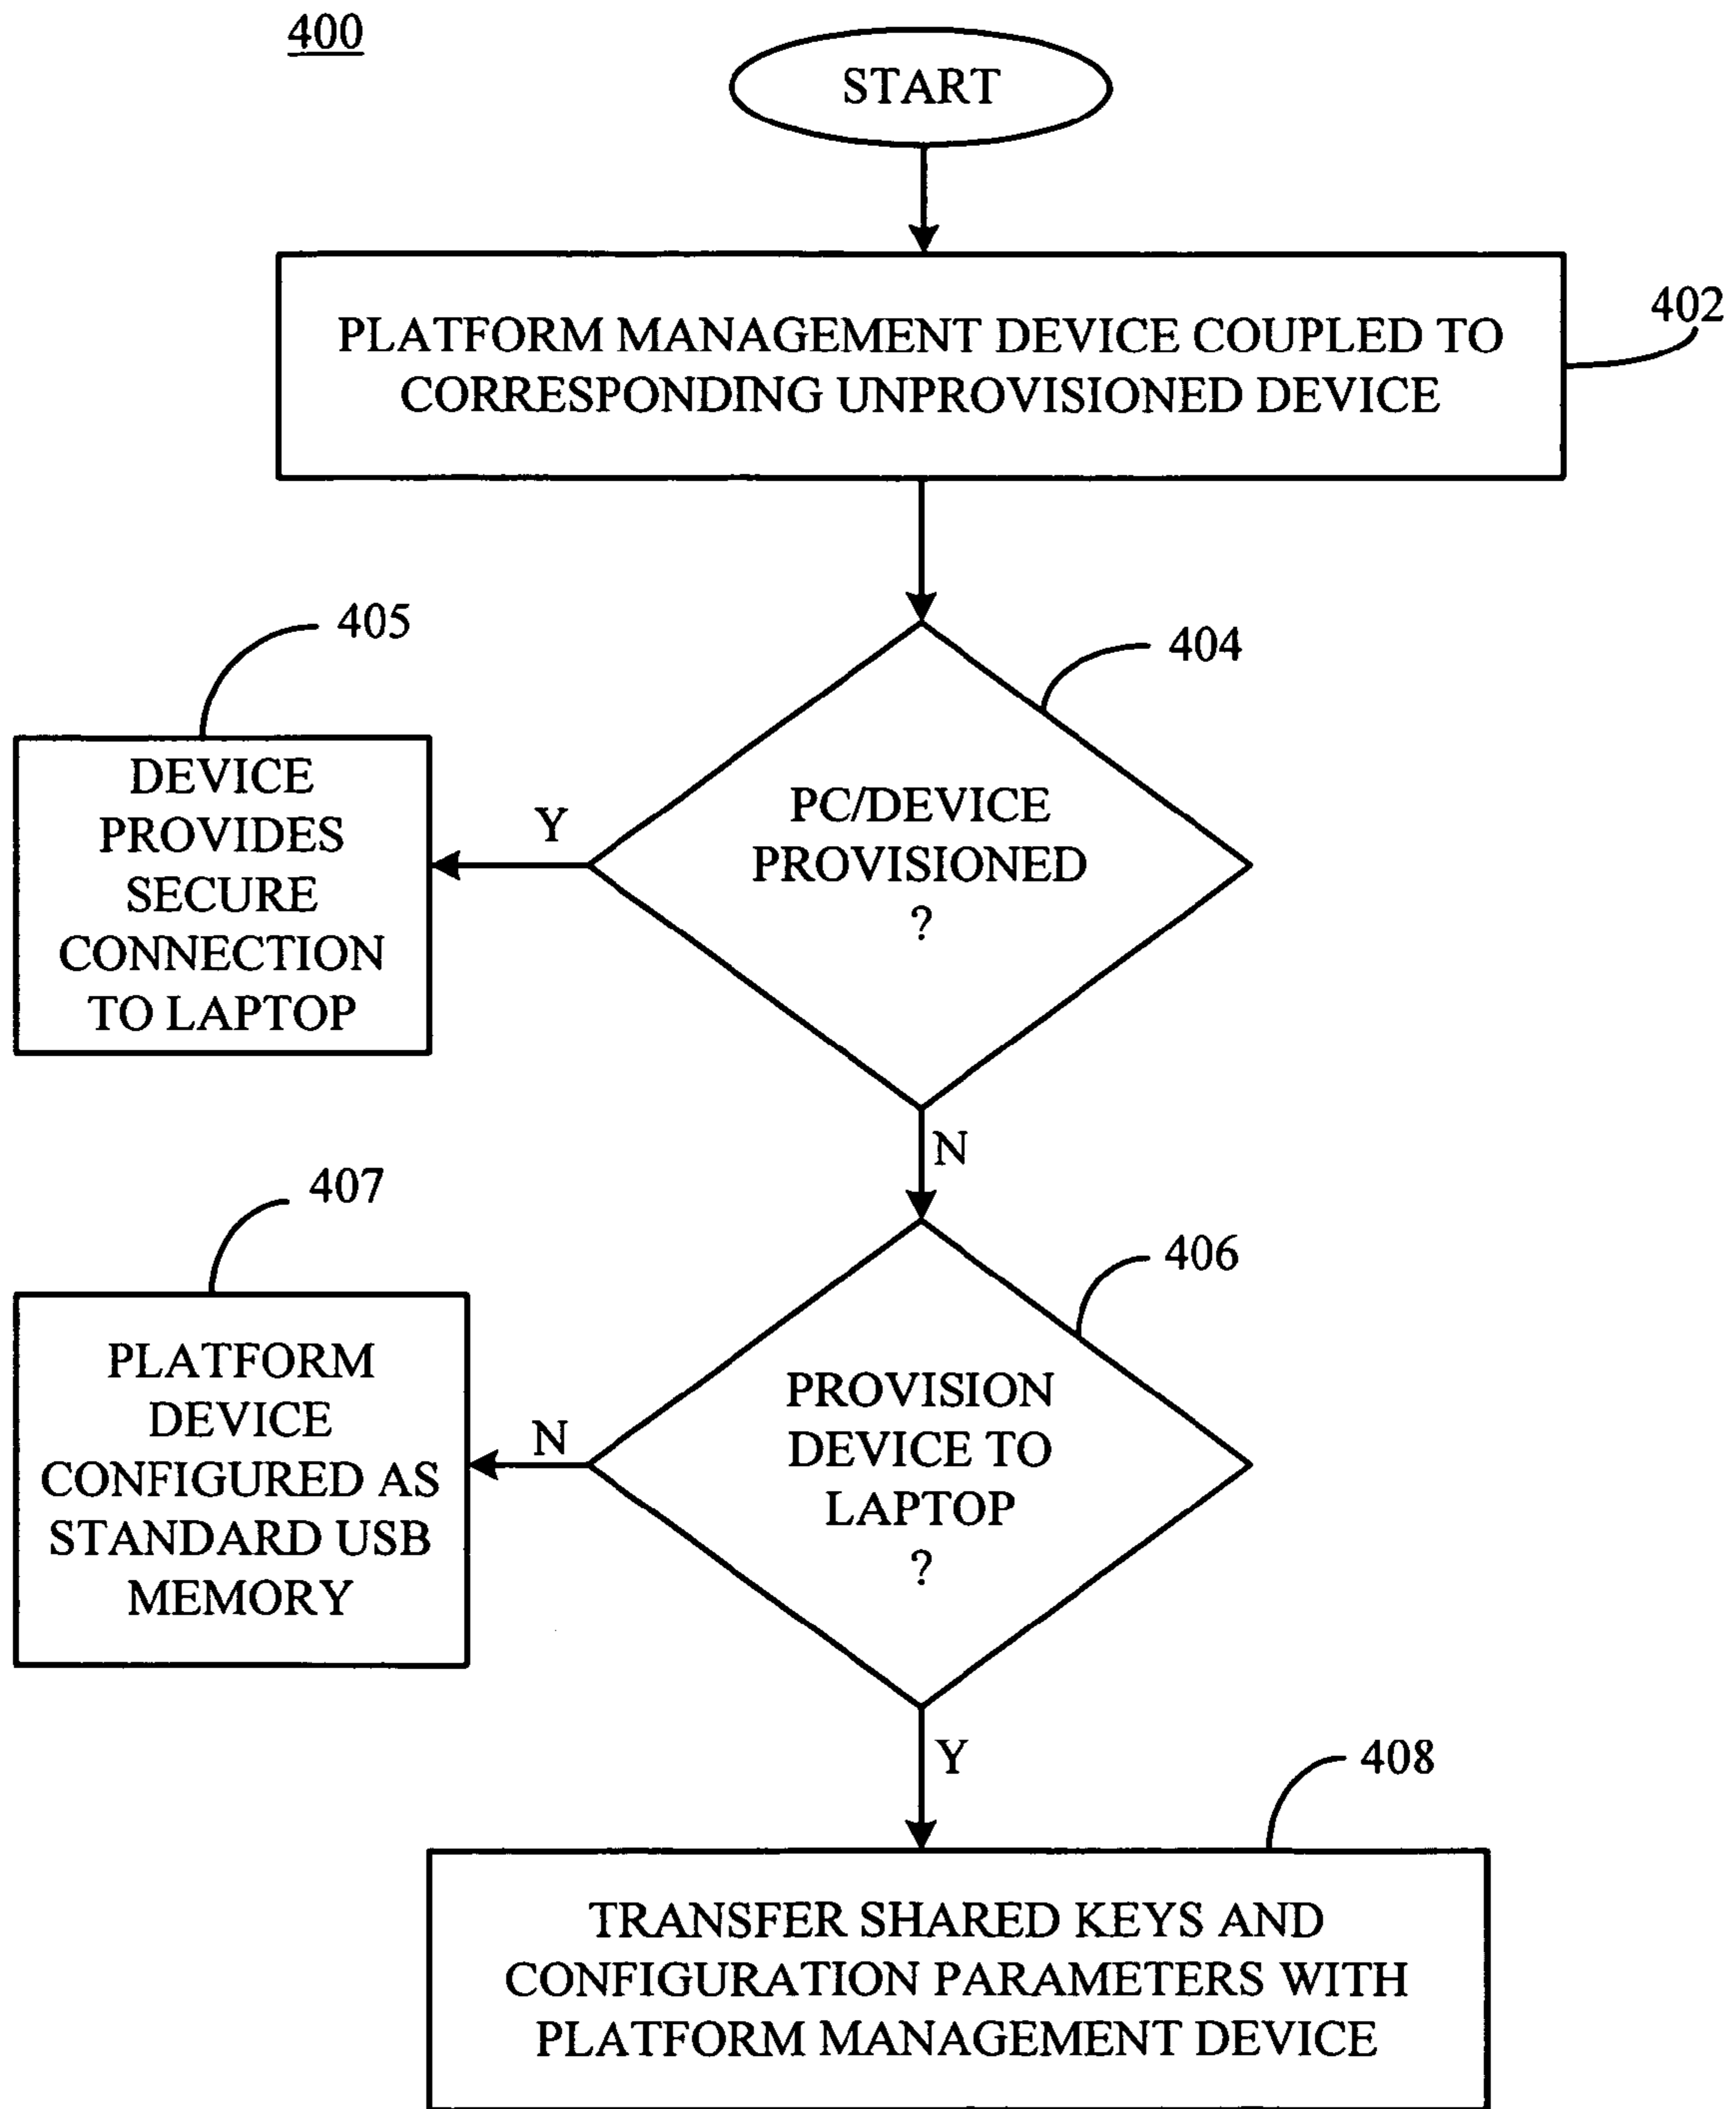 400
START
PLATFORM MANAGEMENT DEVICE COUPLED TO
CORRESPONDING UNPROVISIONED DEVICE
402
405
404
DEVICE
PROVIDES
SECURE
CONNECTION
TO LAPTOP
Y
PC/DEVICE
PROVISIONED
?
N
407
406
PLATFORM
DEVICE
CONFIGURED AS
STANDARD USB
MEMORY
N
PROVISION
DEVICE TO
LAPTOP
?
Y
408
TRANSFER SHARED KEYS AND
CONFIGURATION PARAMETERS WITH
PLATFORM MANAGEMENT DEVICE